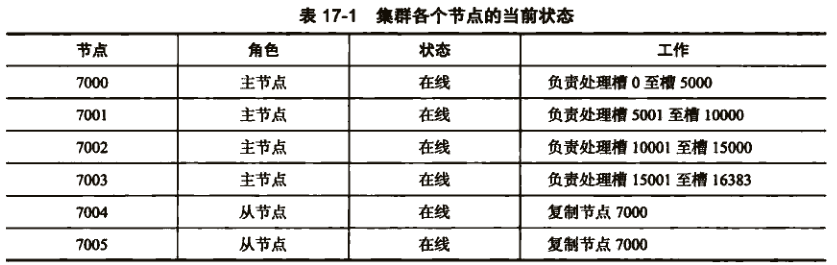 表 17-1 集群各个节点的当前状态
节点 角色 状态 工作
7000 主节点 在线 负责处理槽 0 至槽 5000
7001 主节点 在线 负责处理槽 5001 至槽 10000
7002 主节点 在线 负责处理槽 10001 至槽 15000
7003 主节点 在线 负责处理槽 15001 至槽 16383
7004 从节点 在线 复制节点 7000
7005 从节点 在线 复制节点 7000